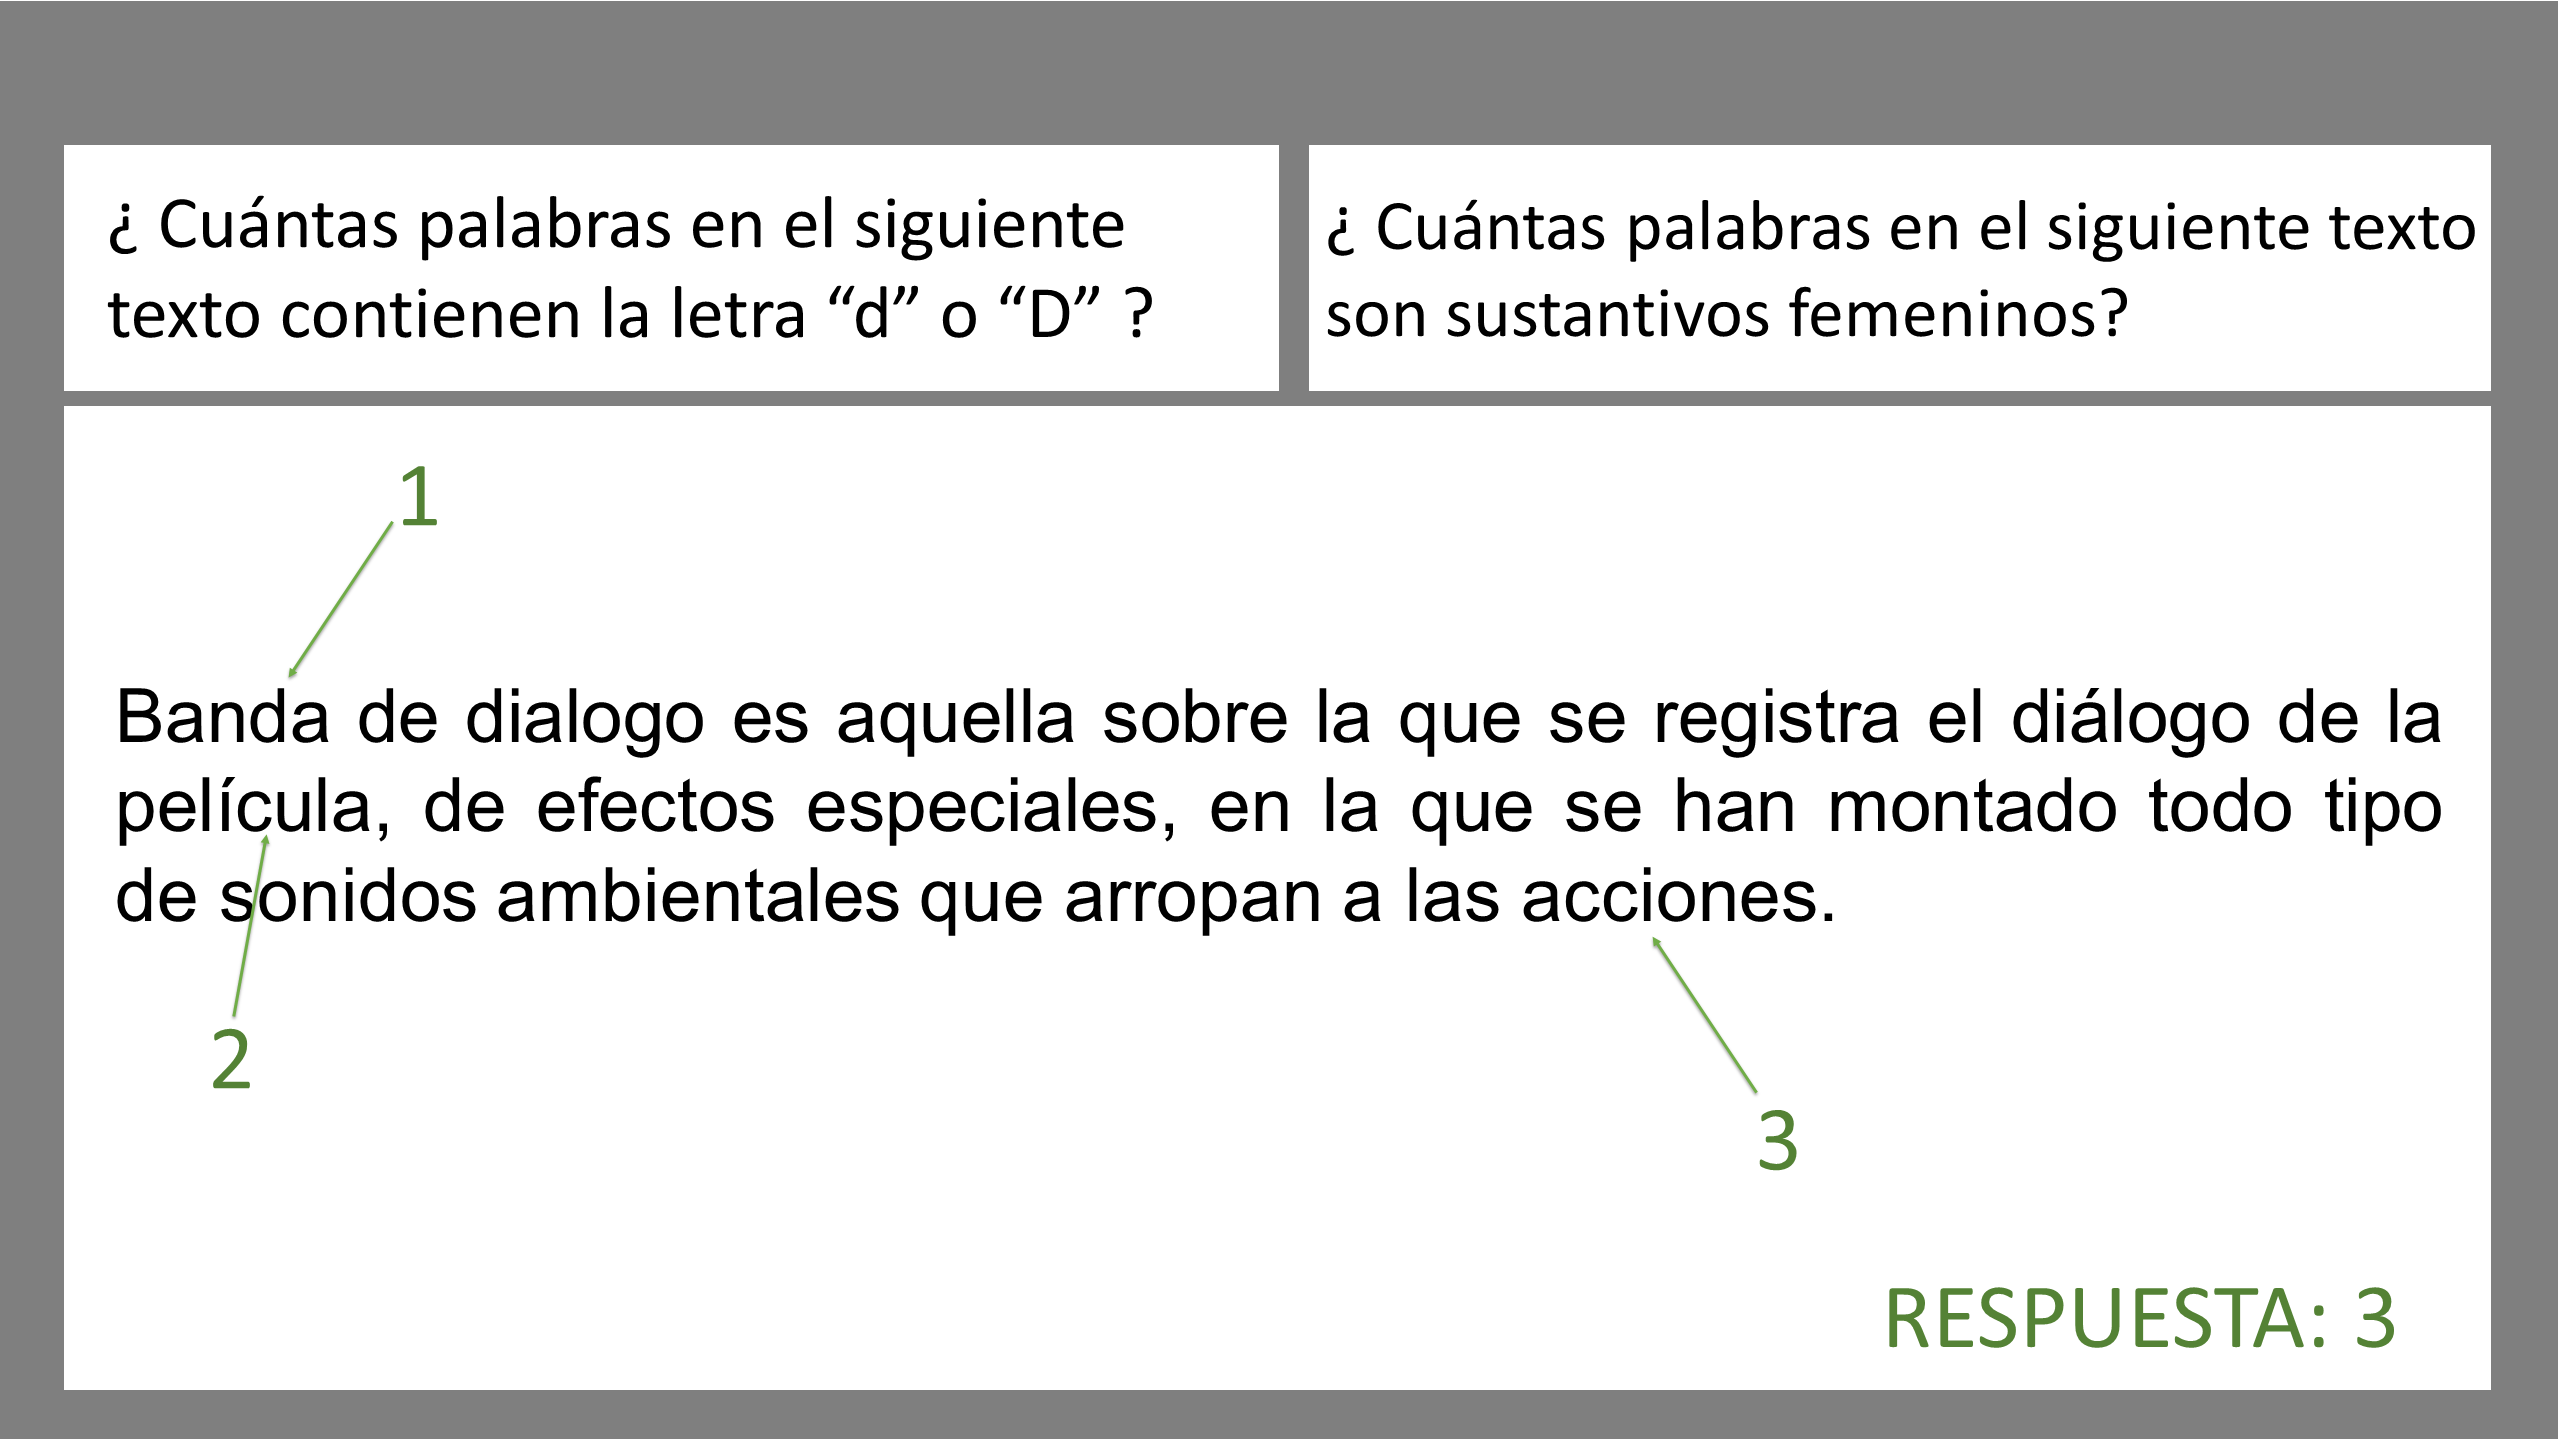 ¿ Cuántas palabras en el siguiente
texto contienen la letra “d” o “D” ?
¿ Cuántas palabras en el siguiente texto
son sustantivos femeninos?
1
Banda de dialogo es aquella sobre la que se registra el diálogo de la
película, de efectos especiales, en la que se han montado todo tipo
de sonidos ambientales que arropan a las acciones.
2
3
RESPUESTA: 3